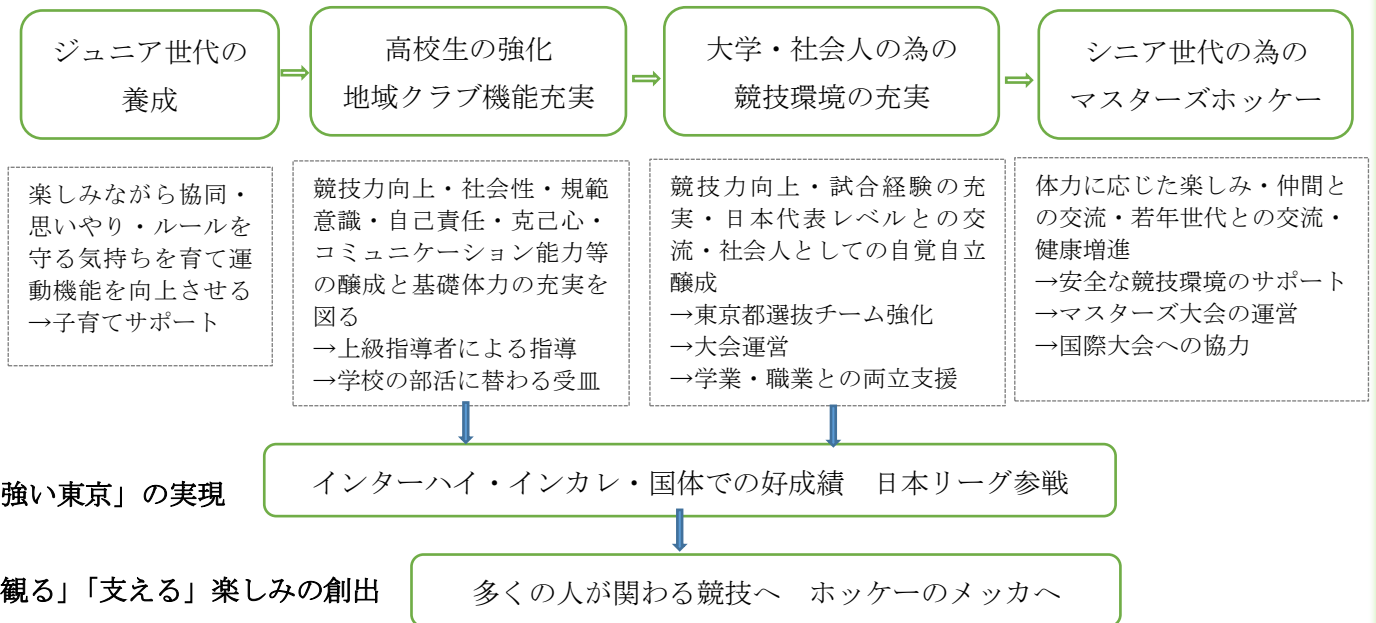 ジュニア世代の
養成
高校生の強化
地域クラブ機能充実
大学・社会人の為の
競技環境の充実
シニア世代の為の
マスターズホッケー
楽しみながら協同・
思いやり・ルールを
守る気持ちを育て運
動機能を向上させる
→子育てサポート
競技力向上・社会性・規範
意識・自己責任・克己心・
コミュニケーション能力等
の醸成と基礎体力の充実を
図る
→上級指導者による指導
→学校の部活に替わる受皿
競技力向上・試合経験の充
実・日本代表レベルとの交
流・社会人としての自覚自立
醸成
→東京都選抜チーム強化
→大会運営
→学業・職業との両立支援
体力に応じた楽しみ・仲間と
の交流・若年世代との交流・
健康増進
→安全な競技環境のサポート
→マスターズ大会の運営
→国際大会への協力
強い東京」の実現
インターハイ・インカレ・国体での好成績　日本リーグ参戦
観る」「支える」楽しみの創出
多くの人が関わる競技へ　ホッケーのメッカへ